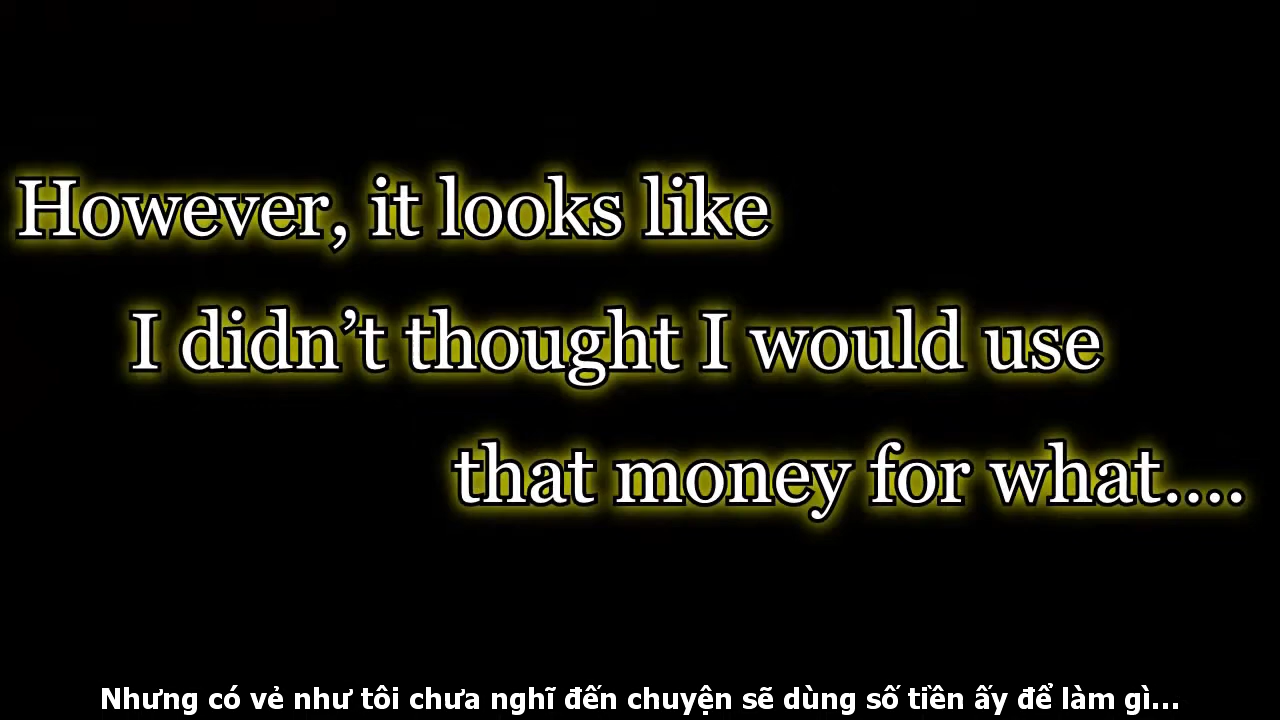 However, it looks like
I didn’t thought I would use
that money for what....
Nhưng có vẻ như tôi chưa nghĩ đến chuyện sẽ dùng số tiền ấy để làm gì...